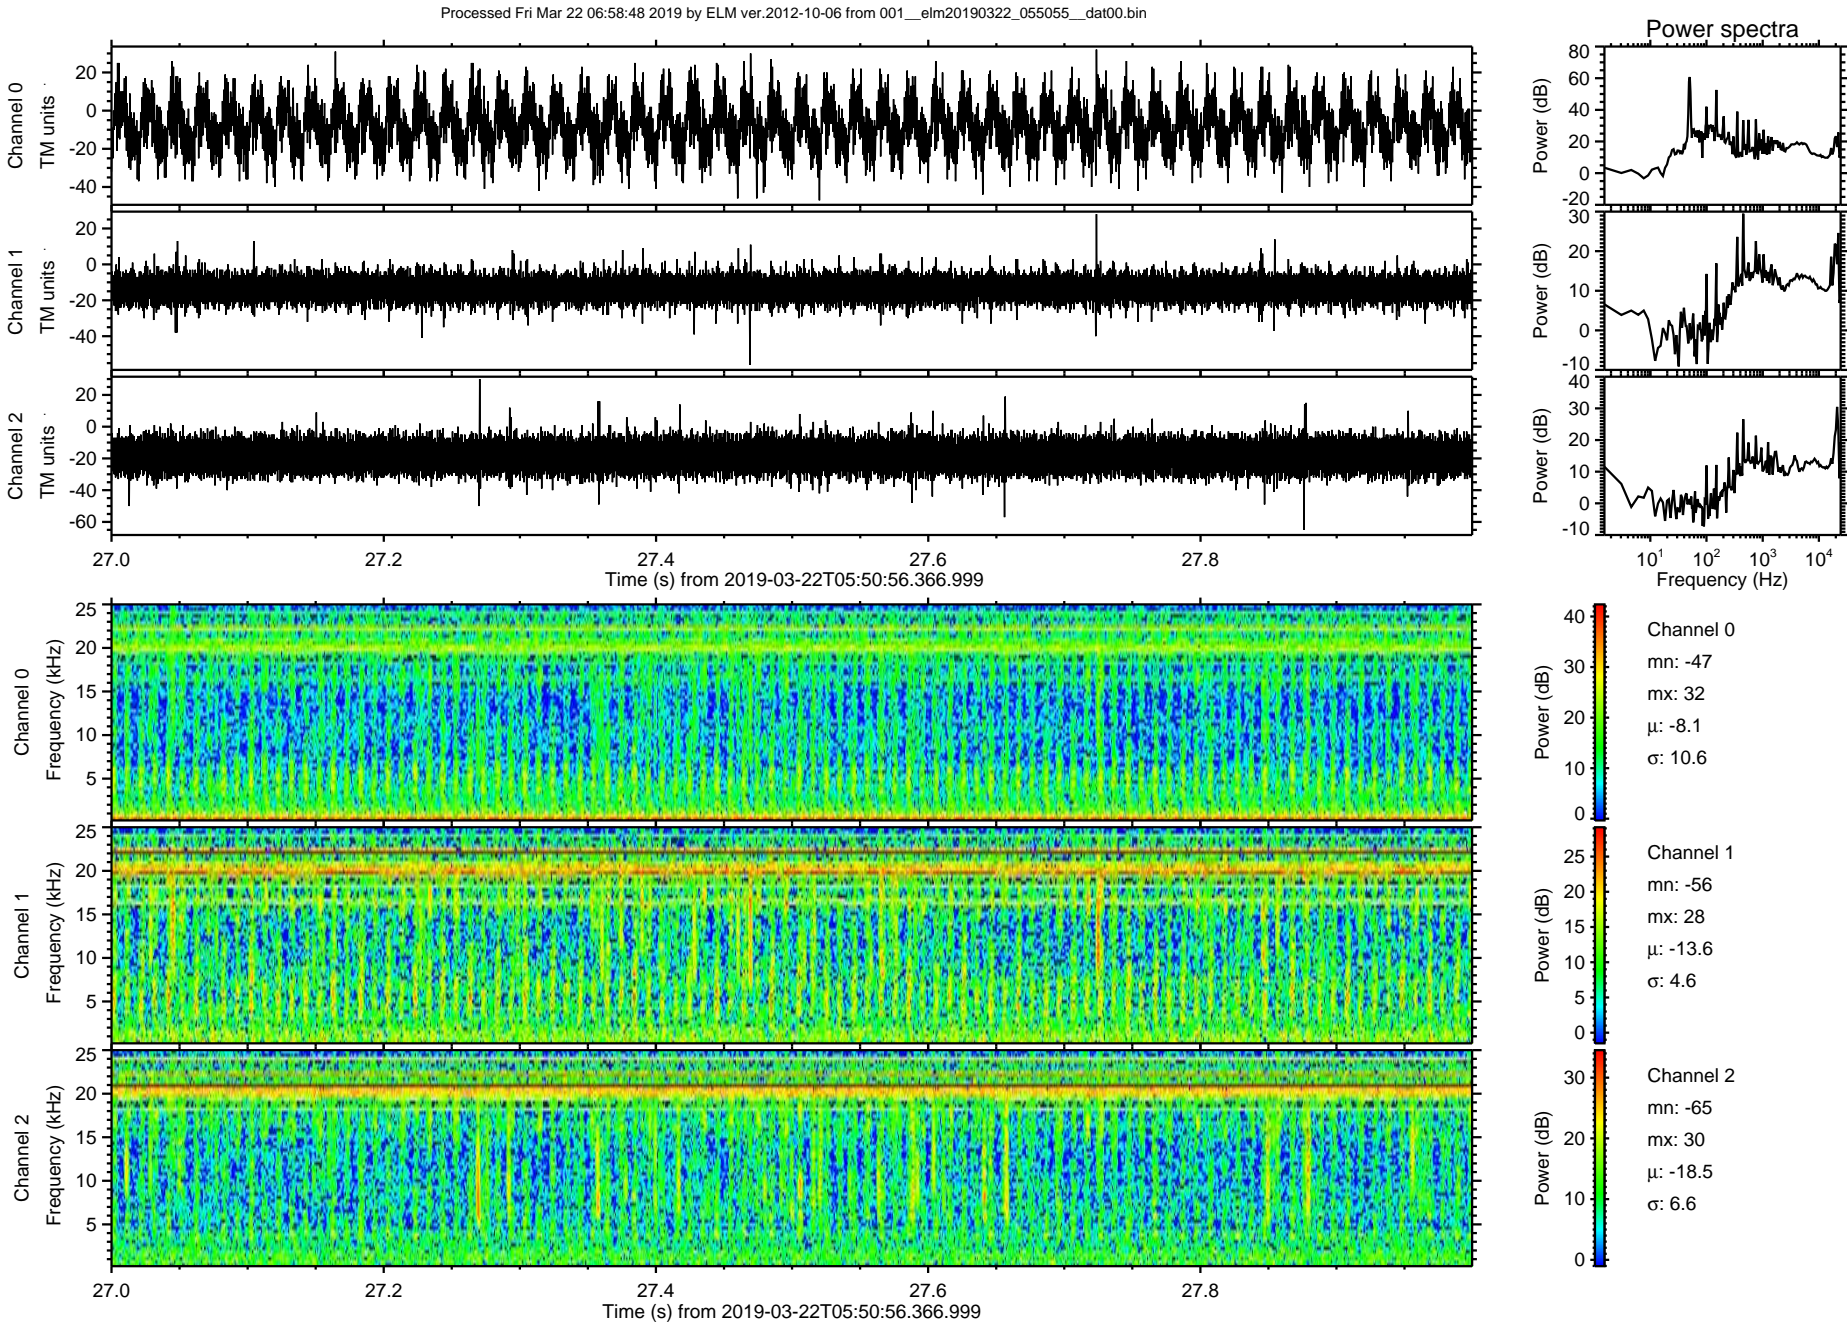 Processed Fri Mar 22 06:58:48 2019 by ELM ver.2012-10-06 from 001__elm20190322_055055__dat00.bin
Power spectra
Channel 0
TM units
20
0
-20
-40
Power (dB)
80
60
40
20
0
-20
Channel 1
TM units
20
0
-20
-40
Power (dB)
30
20
10
0
-10
Channel 2
TM units
20
0
-20
-40
-60
Power (dB)
40
30
20
10
0
-10
27.0 27.2 27.4 27.6 27.8
Time (s) from 2019-03-22T05:50:56.366.999
10^1 10^2 10^3 10^4
Frequency (Hz)
Channel 0
Frequency (kHz)
25
20
15
10
5
Power (dB)
40
30
20
10
0
Channel 0
mn: -47
mx: 32
μ: -8.1
σ: 10.6
Channel 1
Frequency (kHz)
25
20
15
10
5
Power (dB)
25
20
15
10
5
0
Channel 1
mn: -56
mx: 28
μ: -13.6
σ: 4.6
Channel 2
Frequency (kHz)
25
20
15
10
5
Power (dB)
30
20
10
0
Channel 2
mn: -65
mx: 30
μ: -18.5
σ: 6.6
27.0 27.2 27.4 27.6 27.8
Time (s) from 2019-03-22T05:50:56.366.999